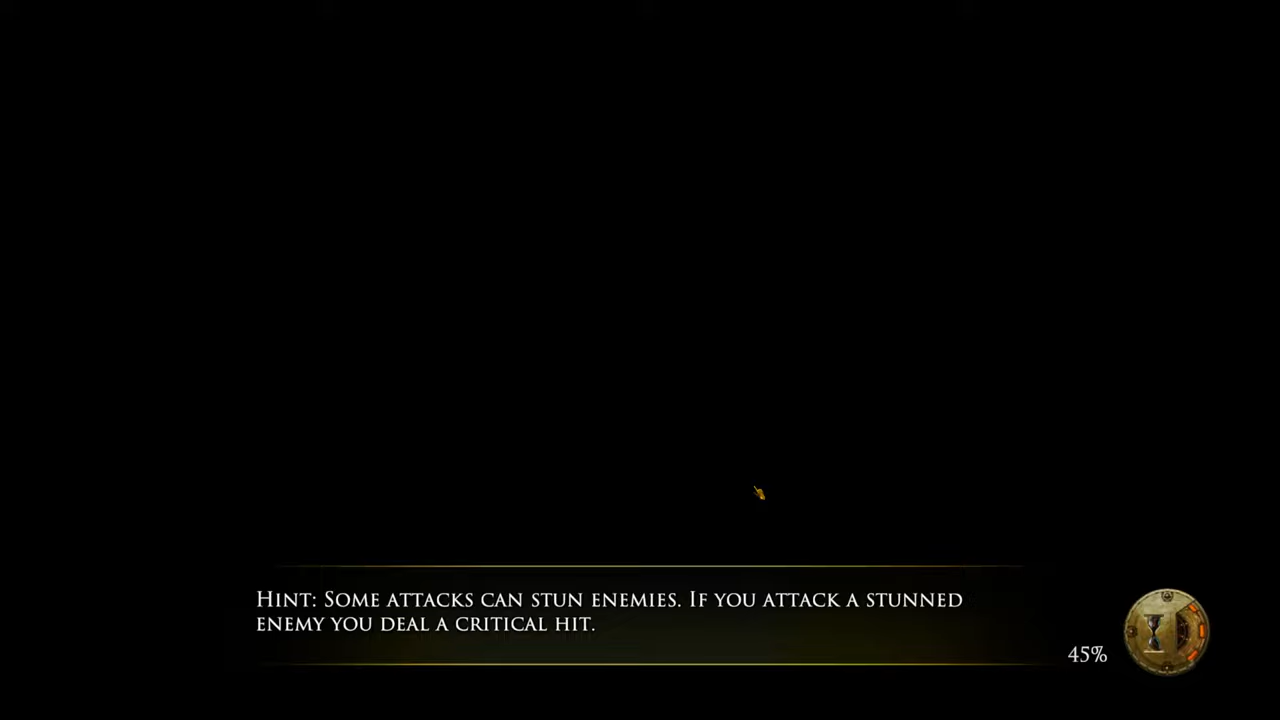 Hint: Some attacks can stun enemies. If you attack a stunned
enemy you deal a critical hit.
45%